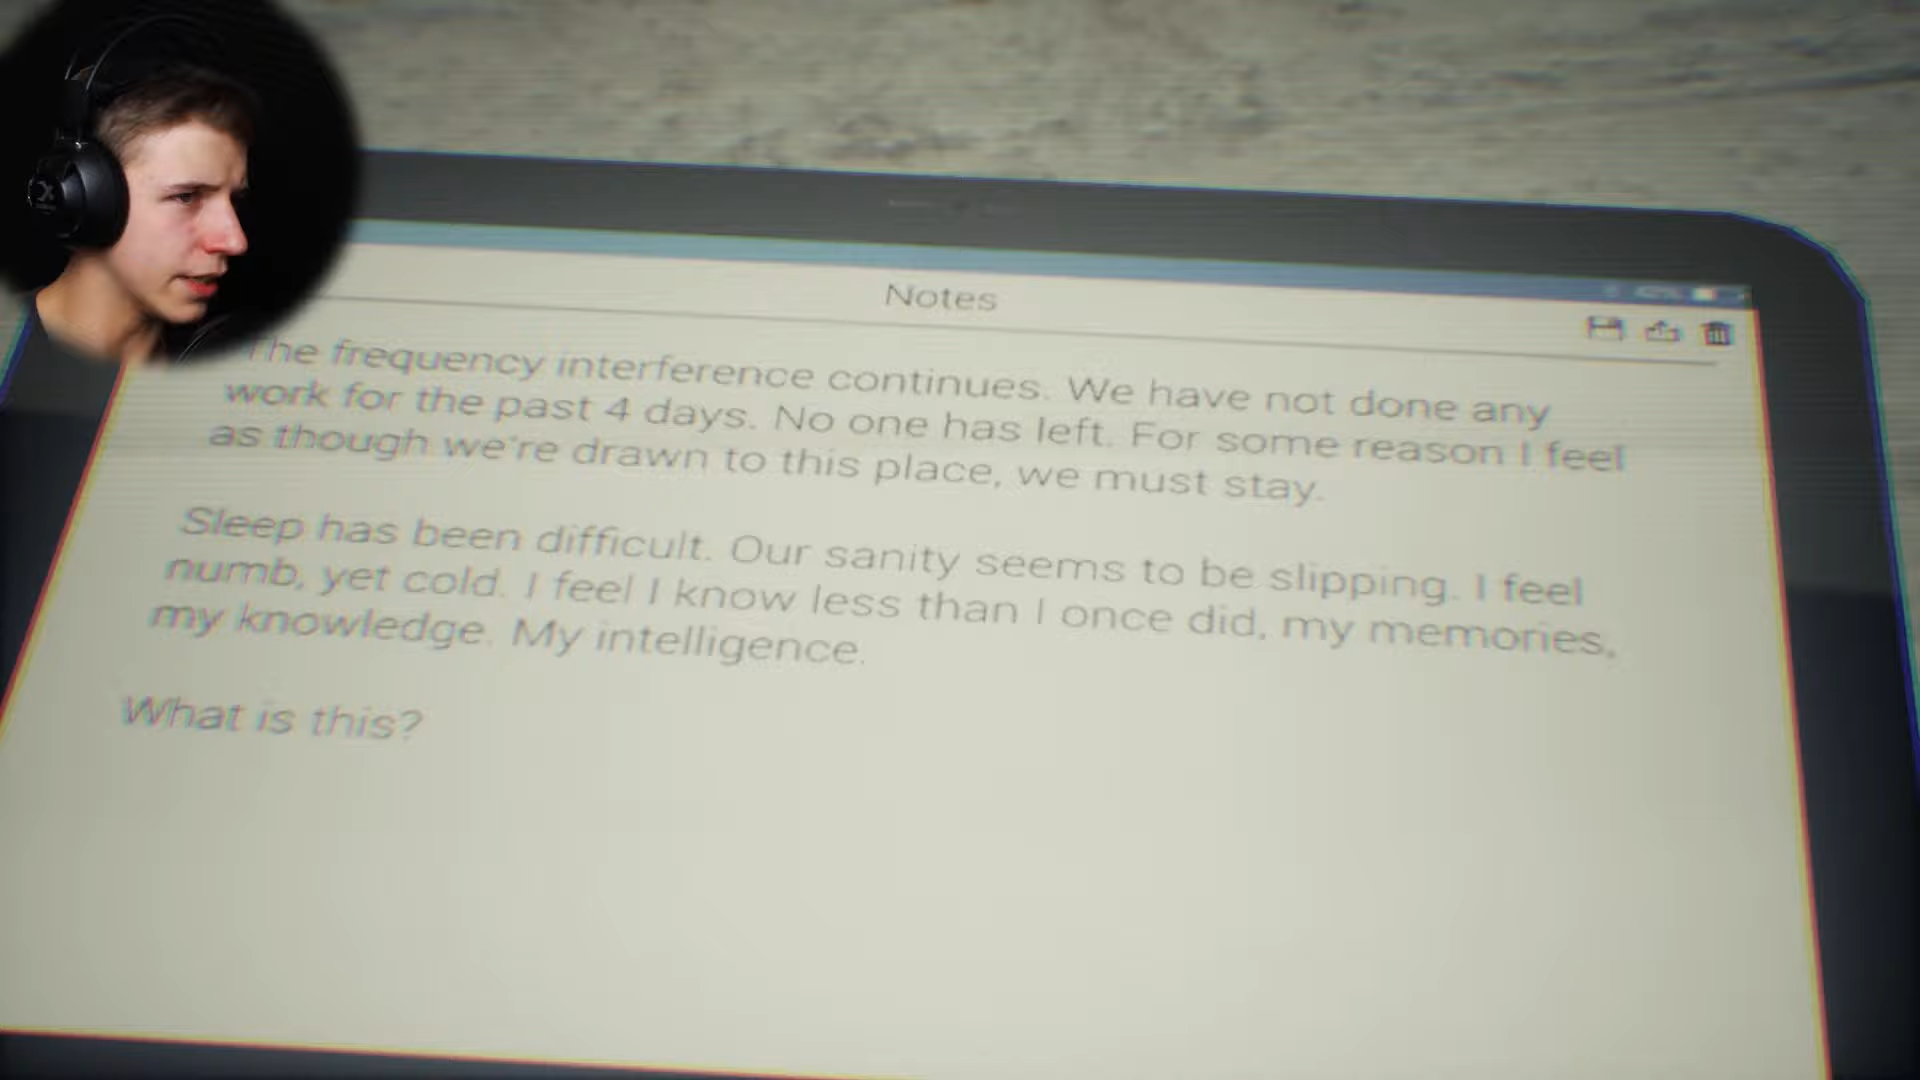 Notes
The frequency interference continues. We have not done any
work for the past 4 days. No one has left. For some reason I feel
as though we're drawn to this place, we must stay.
Sleep has been difficult. Our sanity seems to be slipping. I feel
numb, yet cold. I feel I know less than I once did, my memories,
my knowledge. My intelligence.
What is this?